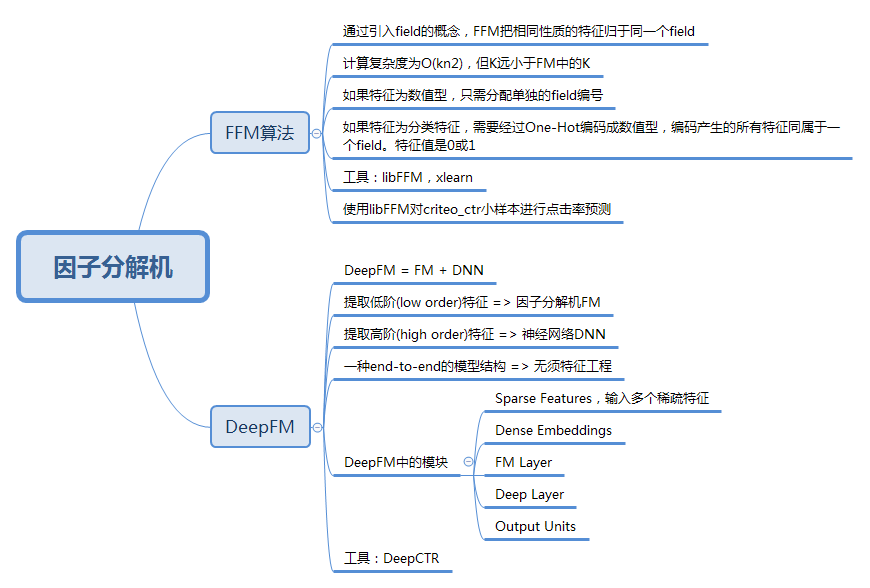 因子分解机
FFM算法
通过引入field的概念，FFM把相同性质的特征归于同一个field
计算复杂度为O(kn2)，但K远小于FM中的K
如果特征为数值型，只需分配单独的field编号
如果特征为分类特征，需要经过One-Hot编码成数值型，编码产生的所有特征同属于一
个field。特征值是0或1
工具：libFFM，xlearn
使用libFFM对criteo_ctr小样本进行点击率预测
DeepFM
DeepFM = FM + DNN
提取低阶(low order)特征 => 因子分解机FM
提取高阶(high order)特征 => 神经网络DNN
一种end-to-end的模型结构 => 无须特征工程
DeepFM中的模块
Sparse Features，输入多个稀疏特征
Dense Embeddings
FM Layer
Deep Layer
Output Units
工具：DeepCTR